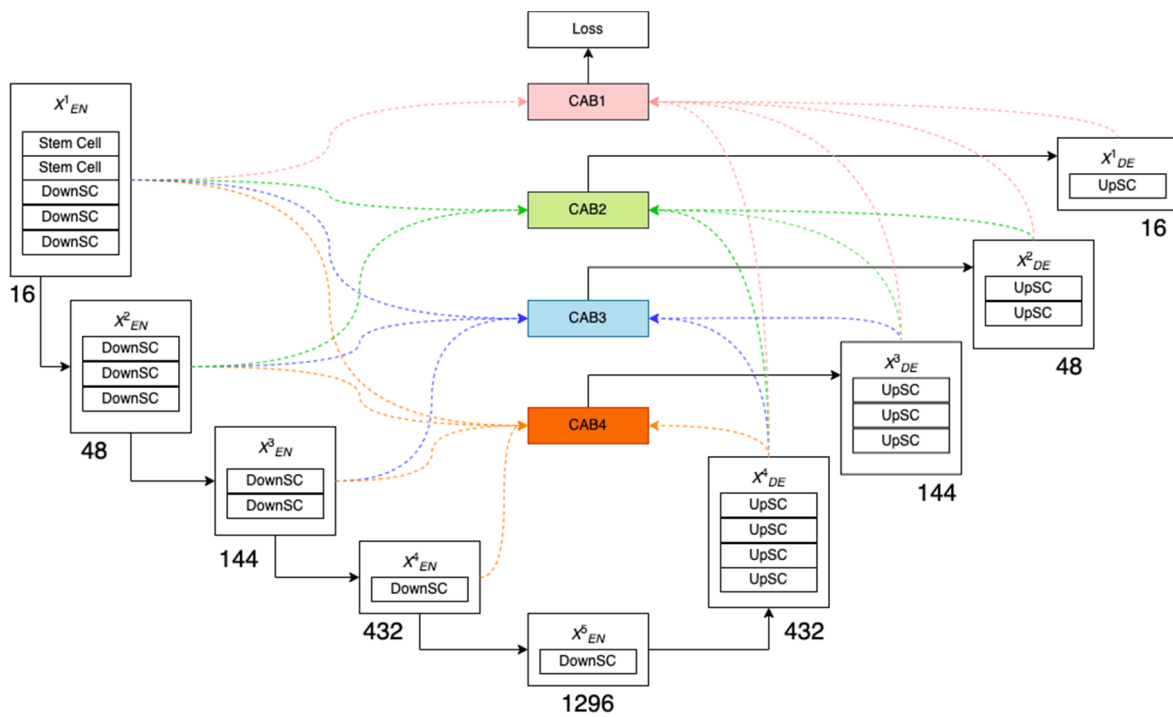 Loss
X¹EN
Stem Cell
Stem Cell
DownSC
DownSC
DownSC
16
CAB1
X¹DE
UpSC
16
CAB2
X²DE
UpSC
UpSC
48
X²EN
DownSC
DownSC
DownSC
48
CAB3
X³DE
UpSC
UpSC
UpSC
144
CAB4
X³EN
DownSC
DownSC
144
X⁴DE
UpSC
UpSC
UpSC
UpSC
432
X⁴EN
DownSC
432
X⁵EN
DownSC
1296